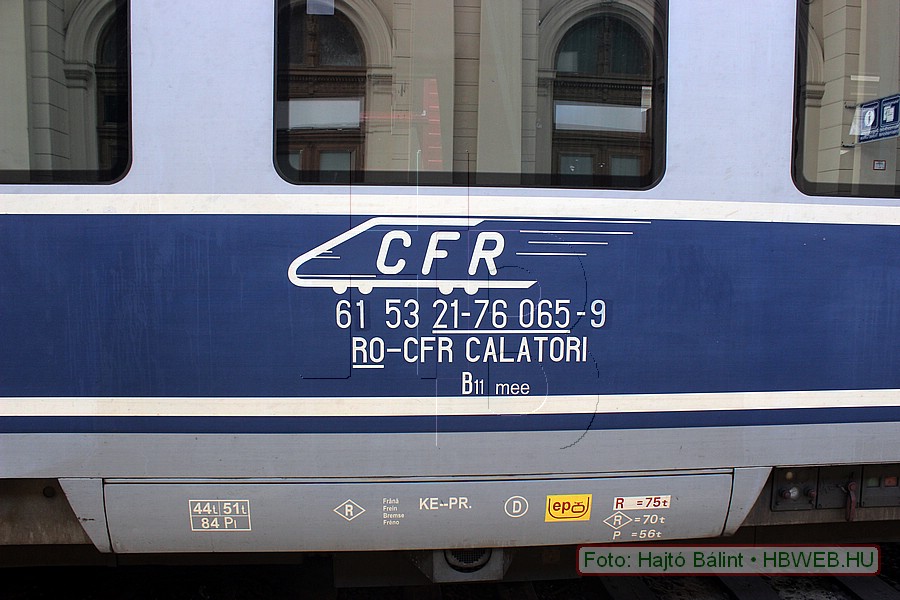 CFR
61 53 21-76 065-9
RO-CFR CALATORI
B11 mee
44t 51t
84 Pl
R
Frână
Frein
Bremse
Freno
KE-PR.
D
ep
R =75t
R =70t
P =56t
Foto: Hajtó Bálint • HBWEB.HU